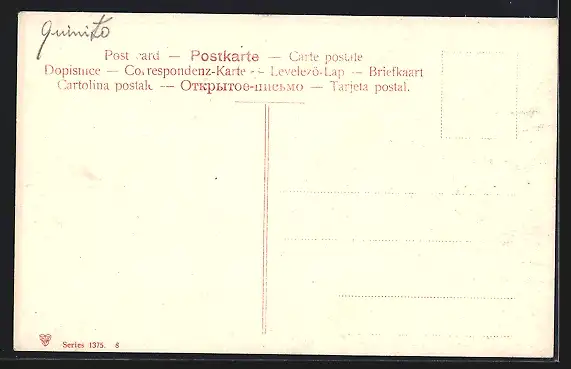 quinito
Post card — Postkarte — Carte postale
Dopisnice — Correspondenz-Karte — Levelező-Lap — Briefkaart
Cartolina postale — Открытое-письмо — Tarjeta postal.
Series 1375. 6